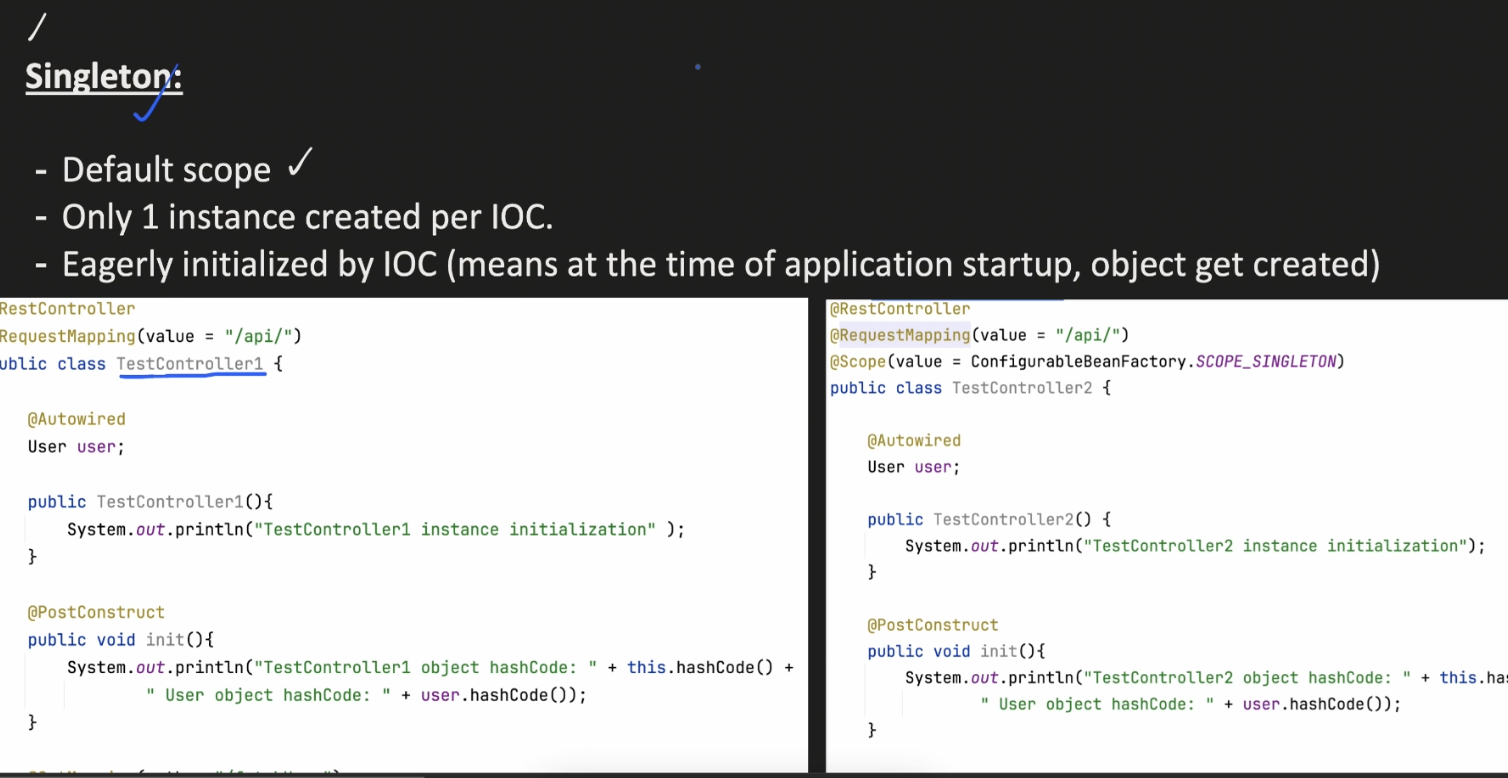 Singleton:
- Default scope
- Only 1 instance created per IOC.
- Eagerly initialized by IOC (means at the time of application startup, object get created)
RestController
RequestMapping(value = "/api/")
ublic class TestController1 {
@Autowired
User user;
public TestController1(){
System.out.println("TestController1 instance initialization" );
}
@PostConstruct
public void init(){
System.out.println("TestController1 object hashCode: " + this.hashCode() +
" User object hashCode: " + user.hashCode());
}
@RestController
@RequestMapping(value = "/api/")
@Scope(value = ConfigurableBeanFactory.SCOPE_SINGLETON)
public class TestController2 {
@Autowired
User user;
public TestController2() {
System.out.println("TestController2 instance initialization");
}
@PostConstruct
public void init(){
System.out.println("TestController2 object hashCode: " + this.has
" User object hashCode: " + user.hashCode());
}